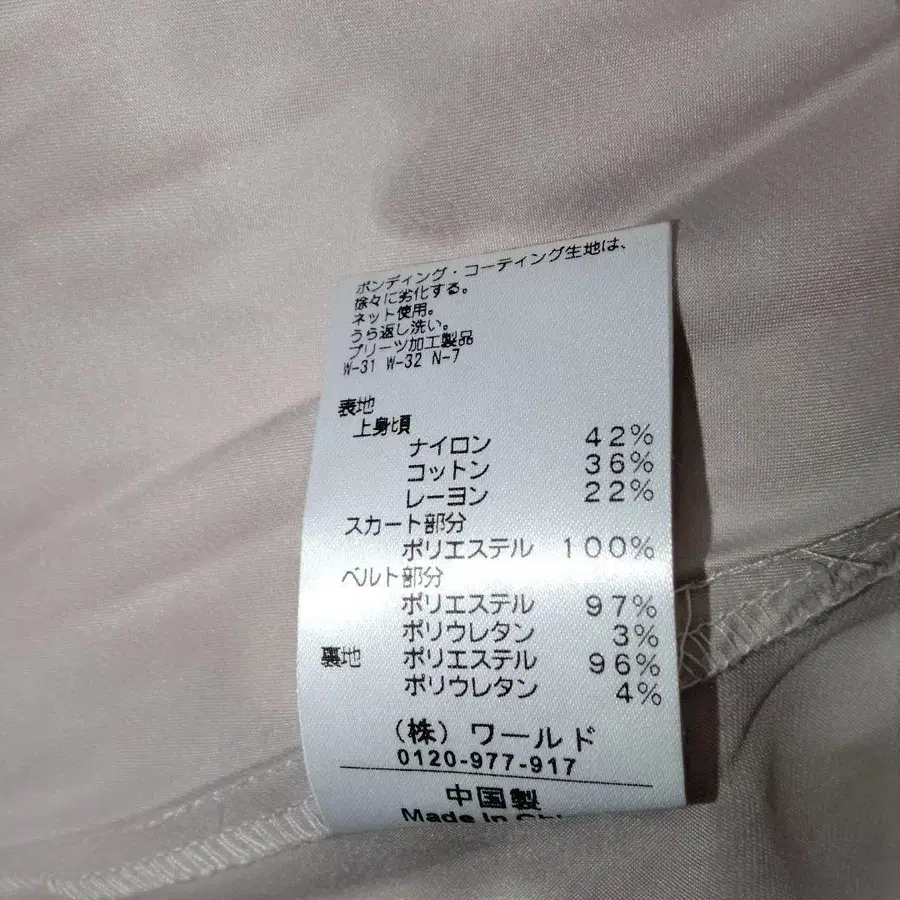 ボンディング・コーティング生地は、
徐々に劣化する。
ネット使用。
うら返し洗い。
プリーツ加工製品
W-31 W-32 N-7
表地
上身頃
ナイロン 42%
コットン 36%
レーヨン 22%
スカート部分
ポリエステル 100%
ベルト部分
ポリエステル 97%
ポリウレタン 3%
裏地 ポリエステル 96%
ポリウレタン 4%
(株) ワールド
0120-977-917
中国製
Made in